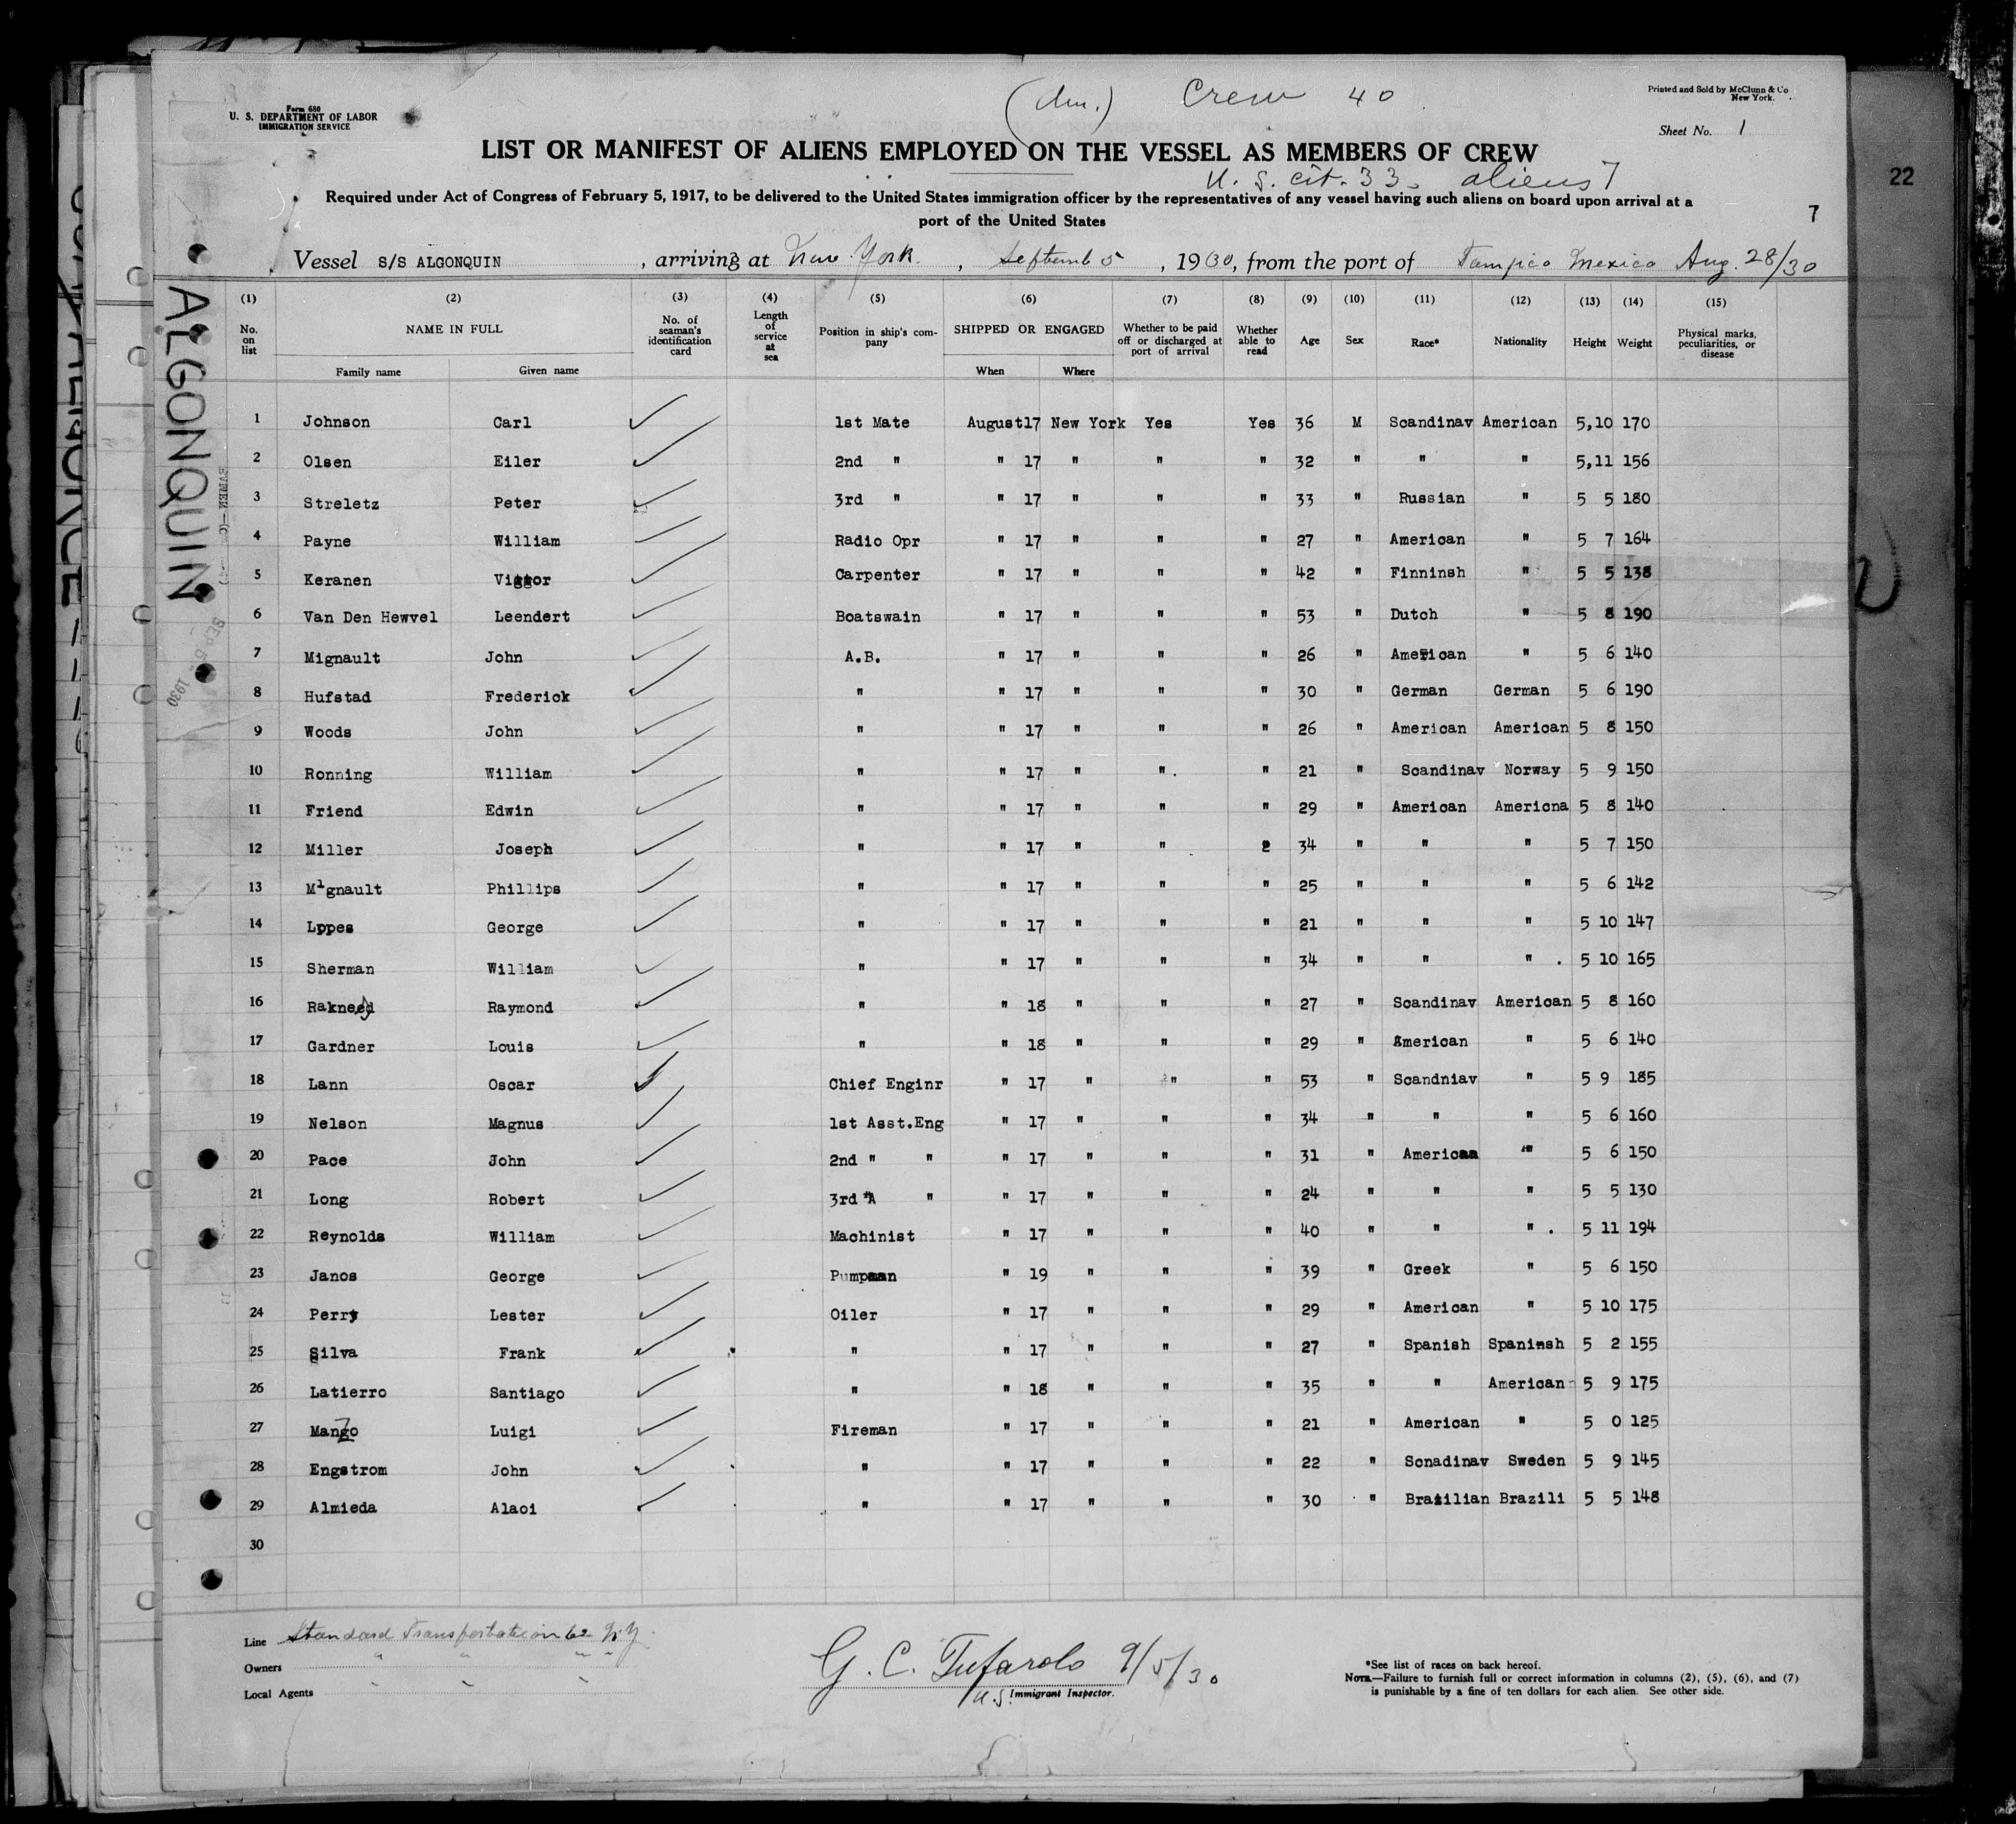 (Am.) Crew 40
Printed and Sold by McClunn & Co
New York.
Form 680
U. S. DEPARTMENT OF LABOR
IMMIGRATION SERVICE
Sheet No. 1
LIST OR MANIFEST OF ALIENS EMPLOYED ON THE VESSEL AS MEMBERS OF CREW
U. S. cit. 33. aliens 7
22
Required under Act of Congress of February 5, 1917, to be delivered to the United States immigration officer by the representatives of any vessel having such aliens on board upon arrival at a
port of the United States
7
Vessel S/S ALGONQUIN, arriving at New York., Septemb 5, 1930, from the port of Tampico Mexico Aug. 28/30
ALGONQUIN
SEP 5 1930
(1) (2) (3) (4) (5) (6) (7) (8) (9) (10) (11) (12) (13) (14) (15)
No. on list NAME IN FULL No. of seaman's identification card Length of service at sea Position in ship's company SHIPPED OR ENGAGED Whether to be paid off or discharged at port of arrival Whether able to read Age Sex Race* Nationality Height Weight Physical marks, peculiarities, or disease
Family name Given name When Where
1 Johnson Carl 1st Mate August17 New York Yes Yes 36 M Scandinav American 5,10 170
2 Olsen Eiler 2nd " " 17 " " " 32 " " " 5,11 156
3 Streletz Peter 3rd " " 17 " " " 33 " Russian " 5 5 180
4 Payne William Radio Opr " 17 " " " 27 " American " 5 7 164
5 Keranen Carpenter " 17 " " " 42 " Finninsh " 5 5 138
6 Van Den Hewvel Leendert Boatswain " 17 " " " 53 " Dutch " 5 8 190
7 Mignault John A.B. " 17 " " " 26 " American " 5 6 140
8 Hufstad Frederick " " 17 " " " 30 " German German 5 6 190
9 Woods John " " 17 " " " 26 " American American 5 8 150
10 Ronning William " " 17 " ". " 21 " Scandinav Norway 5 9 150
11 Friend Edwin " " 17 " " " 29 " American Americna 5 8 140
12 Miller Joseph " " 17 " " 2 34 " " " 5 7 150
13 Mignault Phillips " " 17 " " " 25 " " " 5 6 142
14 Lppes George " " 17 " " " 21 " " " 5 10 147
15 Sherman William " " 17 " " " 34 " " ". 5 10 165
16 Raymond " " 18 " " " 27 " Scandinav American 5 8 160
17 Gardner Louis " " 18 " " " 29 " American " 5 6 140
18 Lann Oscar Chief Enginr " 17 " " " 53 " Scandniav " 5 9 185
19 Nelson Magnus 1st Asst.Eng " 17 " " " 34 " " " 5 6 160
20 Pace John 2nd " " " 17 " " " 31 " Americaa " 5 6 150
21 Long Robert 3rd "A " " 17 " " " 24 " " " 5 5 130
22 Reynolds William Machinist " 17 " " " 40 " " ". 5 11 194
23 Janos George Pumpman " 19 " " " 39 " Greek " 5 6 150
24 Perry Lester Oiler " 17 " " " 29 " American " 5 10 175
25 Silva Frank " " 17 " " " 27 " Spanish Spaninsh 5 2 155
26 Latierro Santiago " " 18 " " " 35 " " American 5 9 175
27 Manzo Luigi Fireman " 17 " " " 21 " American " 5 0 125
28 Engstrom John " " 17 " " " 22 " Scnadinav Sweden 5 9 145
29 Almieda Alaoi " " 17 " " " 30 " Brazilian Brazili 5 5 148
30
Line Standard Transportation Co N.Y.
Owners " " " "
Local Agents " " "
G. C. Tufarolo 9/5/30
U.S. Immigrant Inspector.
*See list of races on back hereof.
NOTE.—Failure to furnish full or correct information in columns (2), (5), (6), and (7)
is punishable by a fine of ten dollars for each alien. See other side.